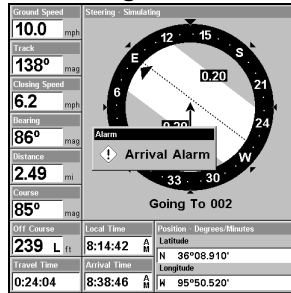 Ground Speed
10.0 mph
Track
138° mag
Closing Speed
6.2 mph
Bearing
86° mag
Distance
2.49 mi
Course
85° mag
Off Course
239 L ft
Travel Time
0:24:04
Steering - Simulating
12 15 S
E
0.20
6
21
24
W
33 30
Alarm
Arrival Alarm
Going To 002
Local Time
8:14:42 AM
Arrival Time
8:38:46 AM
Position - Degrees/Minutes
Latitude
N 36°08.910'
Longitude
W 95°50.520'